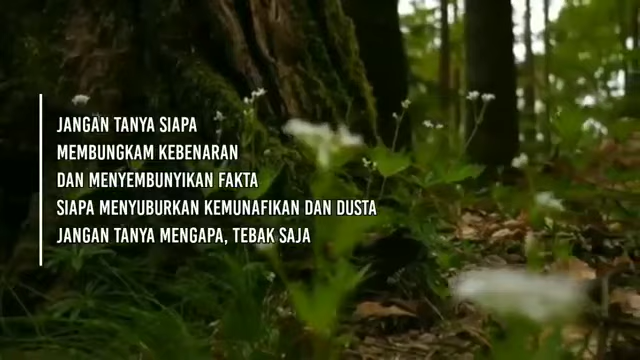 JANGAN TANYA SIAPA
MEMBUNGKAM KEBENARAN
DAN MENYEMBUNYIKAN FAKTA
SIAPA MENYUBURKAN KEMUNAFIKAN DAN DUSTA
JANGAN TANYA MENGAPA, TEBAK SAJA